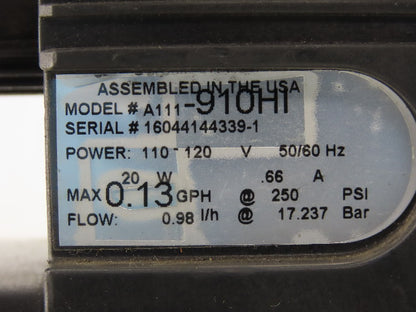 ASSEMBLED IN THE USA
MODEL # A111-910HI
SERIAL # 16044144339-1
POWER: 110-120 V 50/60 Hz
20 W .66 A
MAX 0.13 GPH @ 250 PSI
FLOW: 0.98 l/h @ 17.237 Bar